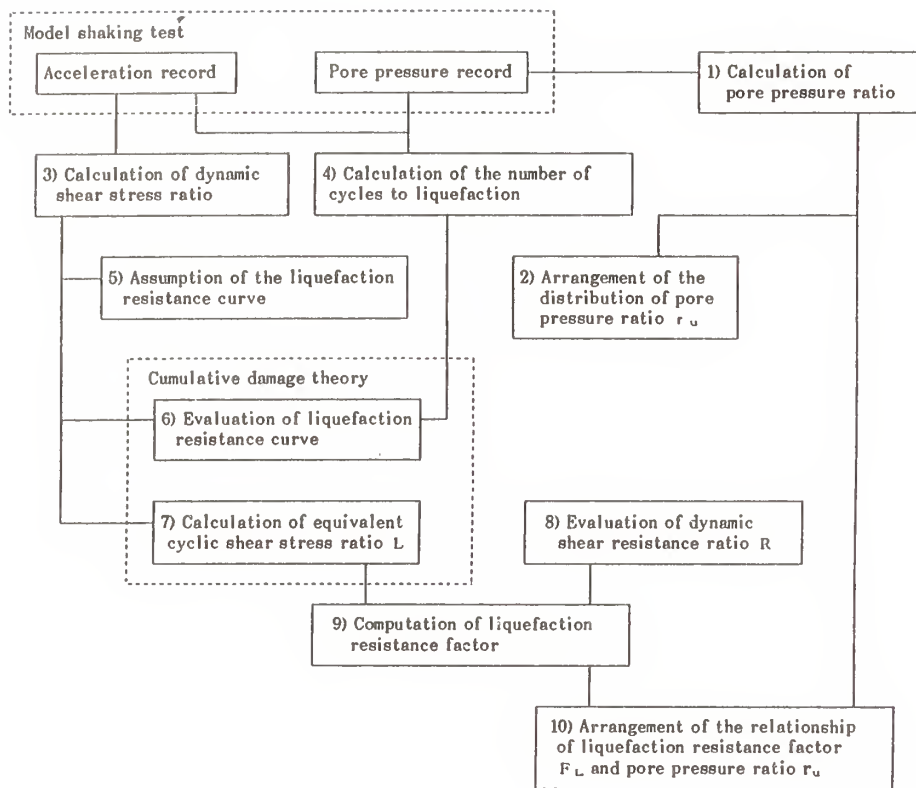 Model shaking test
Acceleration record
Pore pressure record
1) Calculation of
pore pressure ratio
3) Calculation of dynamic
shear stress ratio
4) Calculation of the number of
cycles to liquefaction
5) Assumption of the liquefaction
resistance curve
2) Arrangement of the
distribution of pore
pressure ratio r u
Cumulative damage theory
6) Evaluation of liquefaction
resistance curve
7) Calculation of equivalent
cyclic shear stress ratio L
8) Evaluation of dynamic
shear resistance ratio R
9) Computation of liquefaction
resistance factor
10) Arrangement of the relationship
of liquefaction resistance factor
F L and pore pressure ratio r u